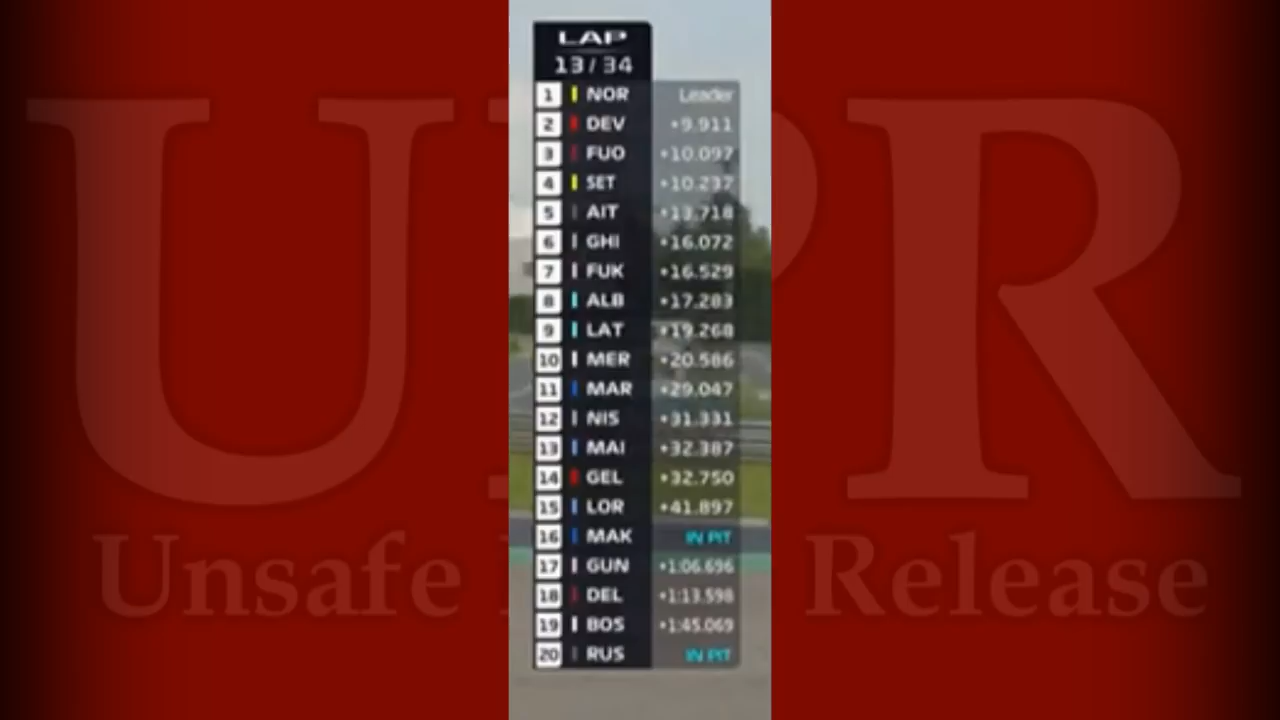 UPR
Unsafe Release
LAP
13 / 34
1 NOR Leader
2 DEV +9.911
3 FUO +10.097
4 SET +10.237
5 AIT +13.718
6 GHI +16.072
7 FUK +16.529
8 ALB +17.283
9 LAT +19.268
10 MER +20.586
11 MAR +29.047
12 NIS +31.331
13 MAI +32.387
14 GEL +32.750
15 LOR +41.897
16 MAK IN PIT
17 GUN +1:06.696
18 DEL +1:13.598
19 BOS +1:45.069
20 RUS IN PIT